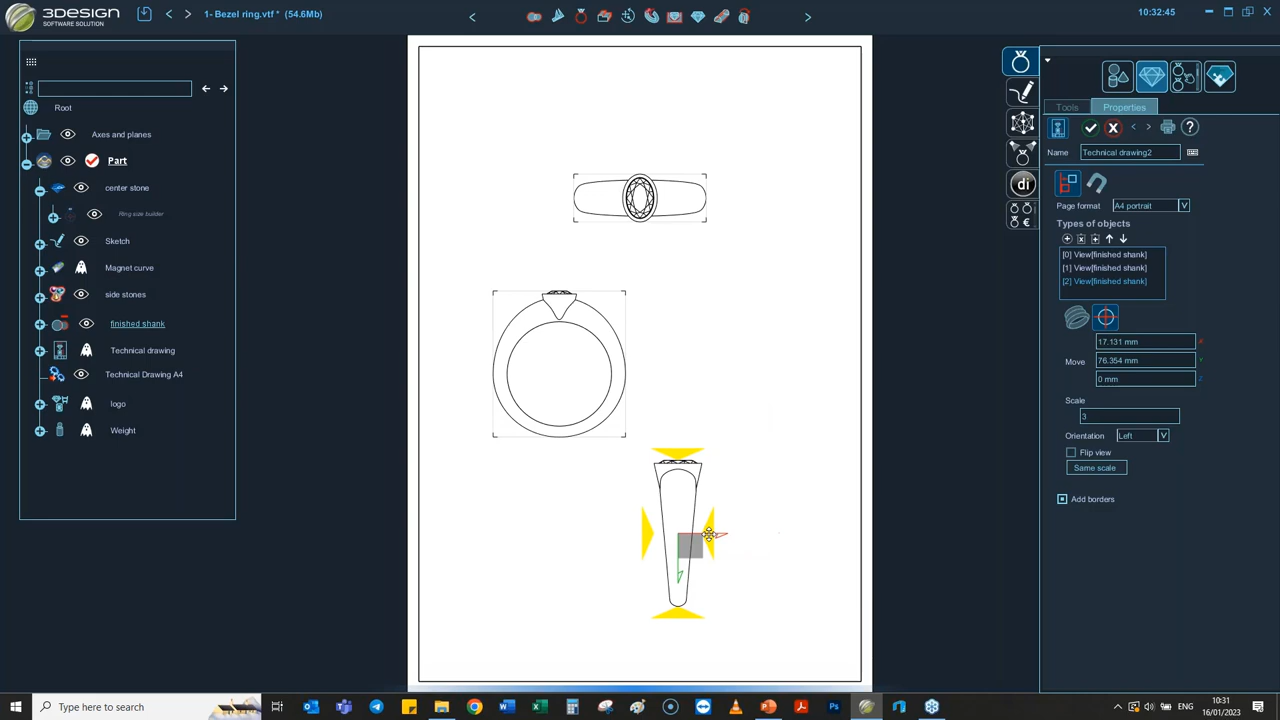 3DESIGN
SOFTWARE SOLUTION
1- Bezel ring.vtf * (54.6Mb)
10:32:45
Root
Axes and planes
Part
center stone
Ring size builder
Sketch
Magnet curve
side stones
finished shank
Technical drawing
Technical Drawing A4
logo
Weight
di
Tools
Properties
Name
Technical drawing2
Page format
A4 portrait
V
Types of objects
[0] View[finished shank]
[1] View[finished shank]
[2] View[finished shank]
Move
17.131 mm
X
76.354 mm
Y
0 mm
Z
Scale
3
Orientation
Left
V
Flip view
Same scale
Add borders
Type here to search
ENG
10:31
16/01/2023